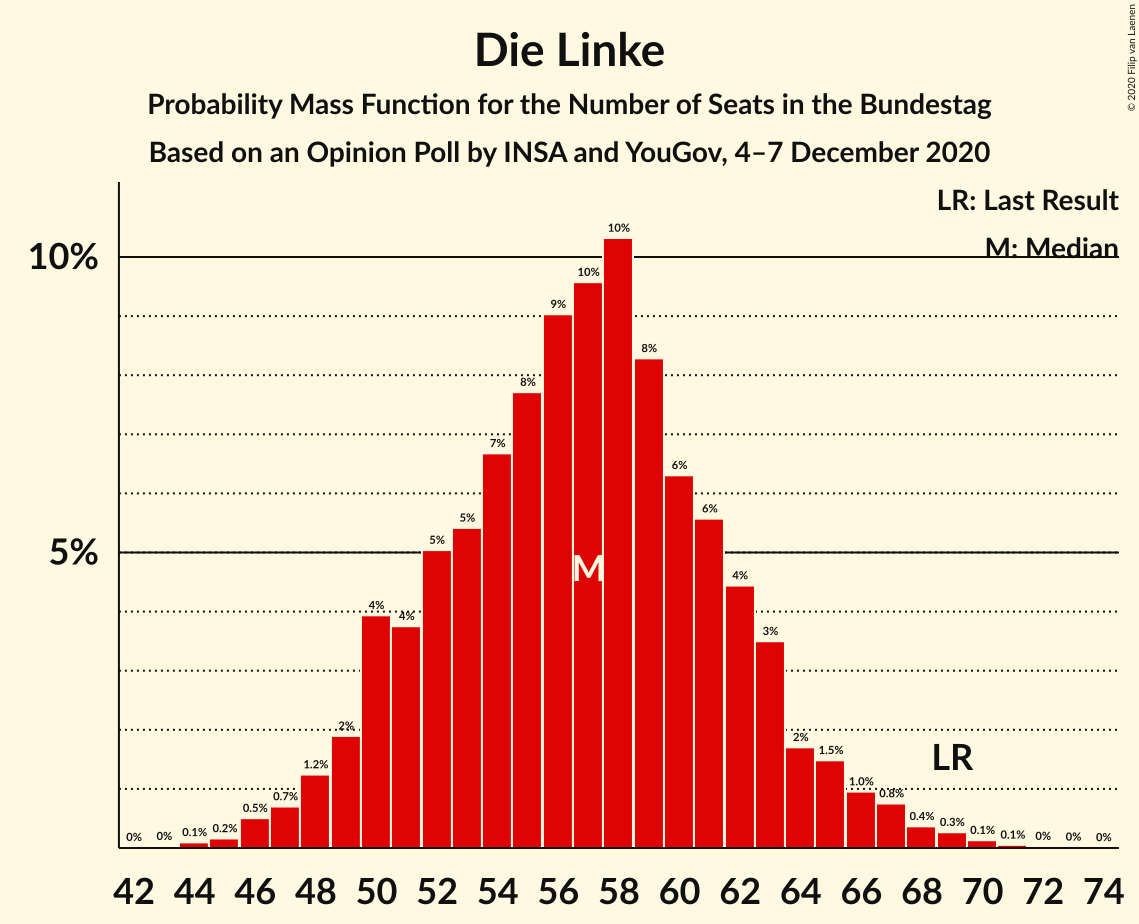 Die Linke
Probability Mass Function for the Number of Seats in the Bundestag
Based on an Opinion Poll by INSA and YouGov, 4–7 December 2020
© 2020 Filip van Laenen
LR: Last Result
M: Median
10%
5%
0% 0% 0.1% 0.2% 0.5% 0.7% 1.2% 2% 4% 4% 5% 5% 7% 8% 9% 10% 10% 8% 6% 6% 4% 3% 2% 1.5% 1.0% 0.8% 0.4% 0.3% 0.1% 0.1% 0% 0% 0%
M
LR
42 44 46 48 50 52 54 56 58 60 62 64 66 68 70 72 74